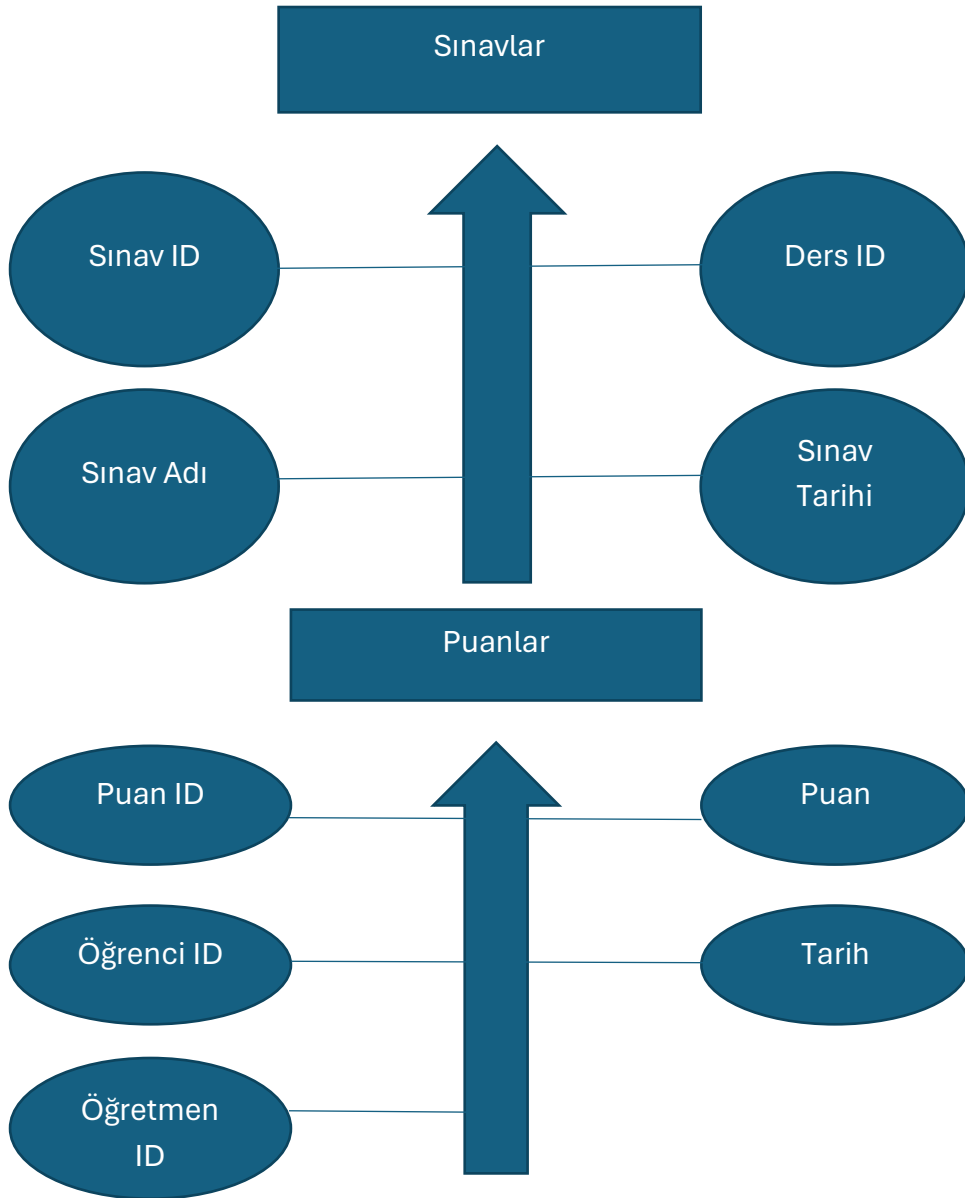 Sınavlar
Sınav ID
Ders ID
Sınav Adı
Sınav
Tarihi
Puanlar
Puan ID
Puan
Öğrenci ID
Tarih
Öğretmen
ID